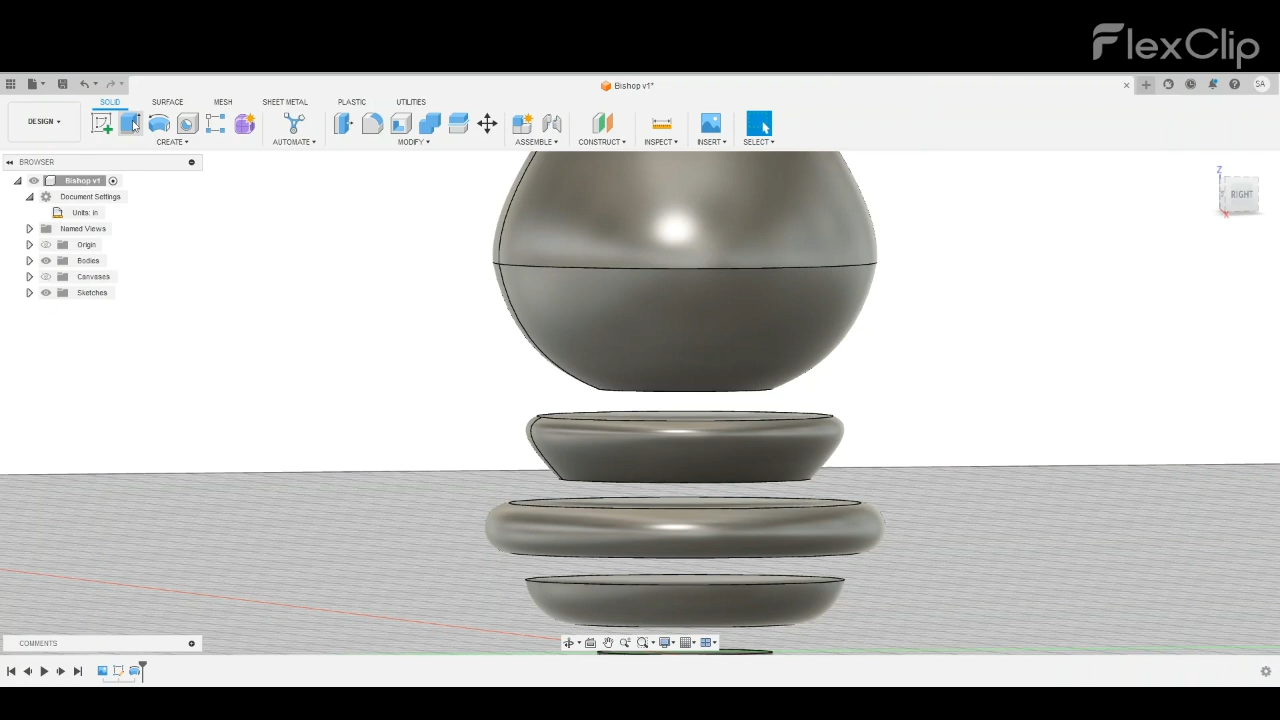 FlexClip
Bishop v1*
SA
DESIGN
SOLID SURFACE MESH SHEET METAL PLASTIC UTILITIES
CREATE AUTOMATE MODIFY ASSEMBLE CONSTRUCT INSPECT INSERT SELECT
BROWSER
Bishop v1
Document Settings
Units: in
Named Views
Origin
Bodies
Canvases
Sketches
Z
RIGHT
X
COMMENTS